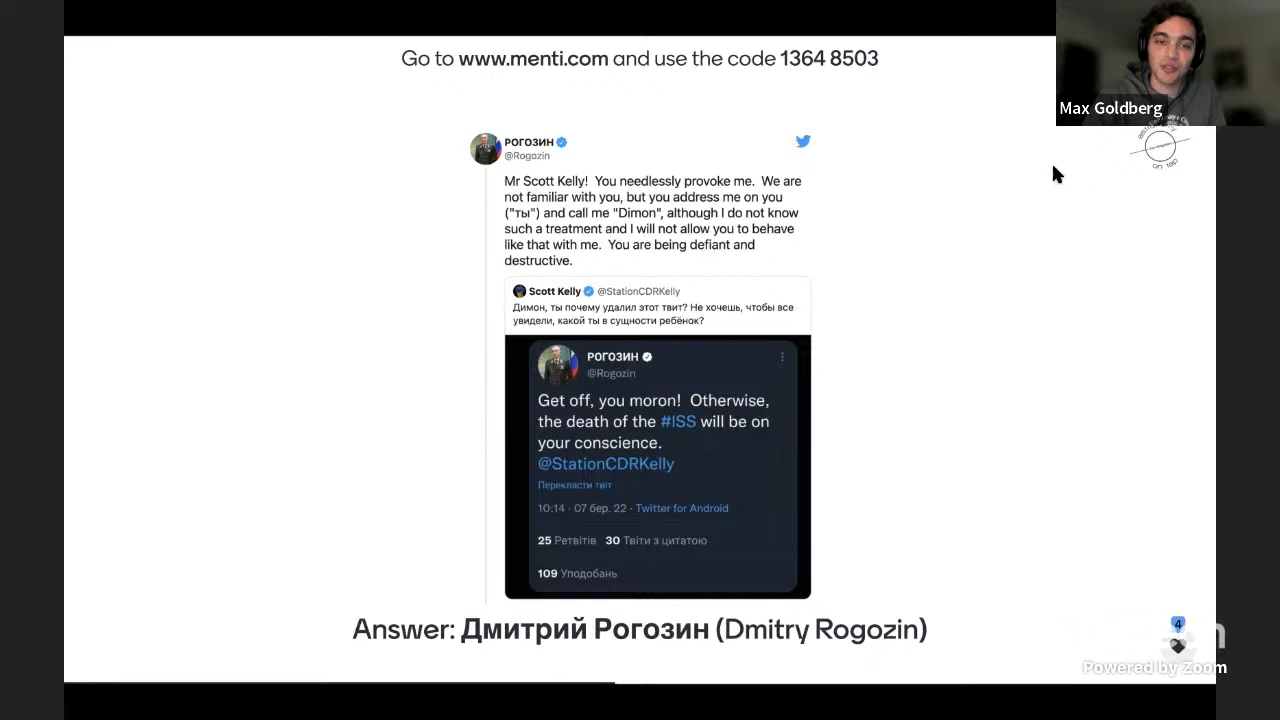 Go to www.menti.com and use the code 1364 8503
Max Goldberg
РОГОЗИН
@Rogozin
Mr Scott Kelly! You needlessly provoke me. We are
not familiar with you, but you address me on you
("ты") and call me "Dimon", although I do not know
such a treatment and I will not allow you to behave
like that with me. You are being defiant and
destructive.
Scott Kelly @StationCDRKelly
Димон, ты почему удалил этот твит? Не хочешь, чтобы все
увидели, какой ты в сущности ребёнок?
РОГОЗИН
@Rogozin
Get off, you moron! Otherwise,
the death of the #ISS will be on
your conscience.
@StationCDRKelly
Перекласти твіт
10:14 · 07 бер. 22 · Twitter for Android
25 Ретвітів 30 Твіти з цитатою
109 Уподобань
Answer: Дмитрий Рогозин (Dmitry Rogozin)
4
Powered by Zoom